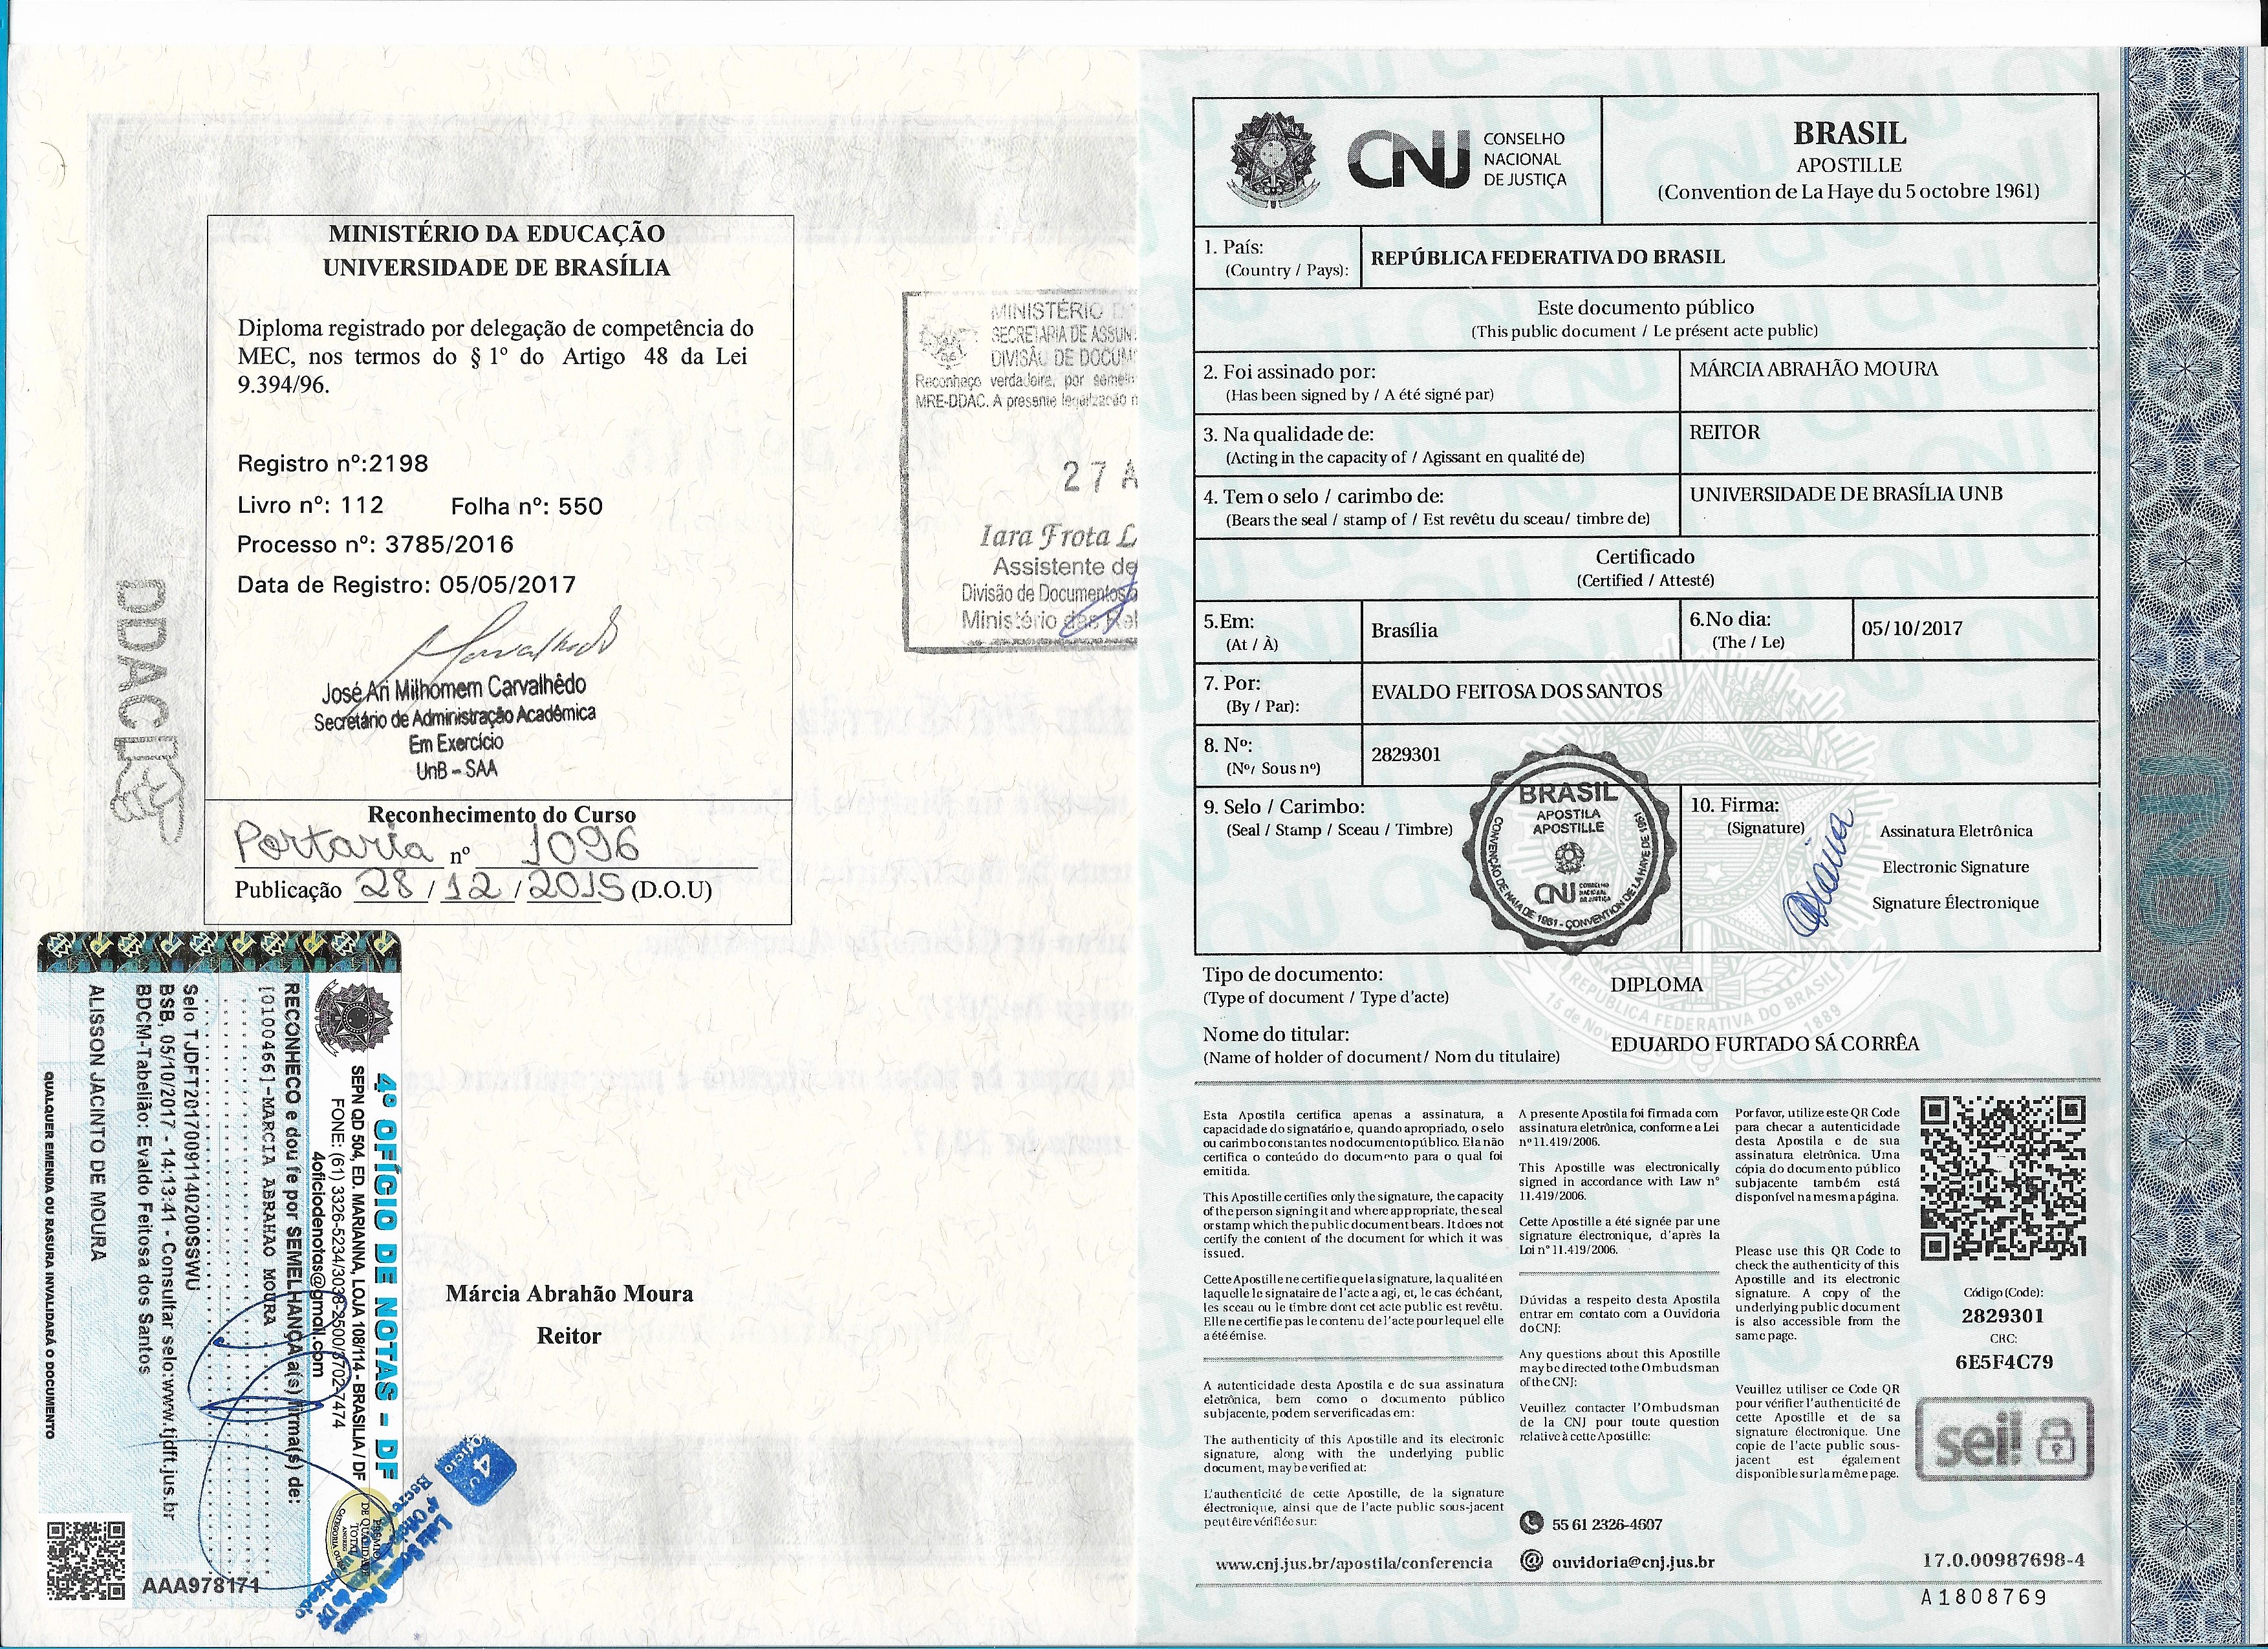 MINISTÉRIO DA EDUCAÇÃO
UNIVERSIDADE DE BRASÍLIA
Diploma registrado por delegação de competência do
MEC, nos termos do § 1º do Artigo 48 da Lei
9.394/96.
Registro nº:2198
Livro nº: 112 Folha nº: 550
Processo nº: 3785/2016
Data de Registro: 05/05/2017
José Ari Milhomem Carvalhêdo
Secretário de Administração Acadêmica
Em Exercício
UnB – SAA
Reconhecimento do Curso
Portaria nº 1096
Publicação 28 / 12 / 2015 (D.O.U)
DDAC
MINISTÉRIO D
SECRETARIA DE ASSUN
DIVISÃO DE DOCUM
Reconheço verdadeira, por semel
MRE-DDAC. A presente legalização n
27 A
Iara Frota L
Assistente de
Divisão de Documentos
Ministério das Rel
4º OFÍCIO DE NOTAS - DF
SEPN QD 504, ED. MARIANNA, LOJA 108/114 - BRASILIA / DF
FONE: (61) 3326-5234/3038-2500/3702-7474
4oficiodenotas@gmail.com
RECONHECO e dou fe por SEMELHANÇA a(s) firma(s) de:
[0100466]-MARCIA ABRAHAO MOURA
Selo TJDFT20170091140200SSWU
BSB, 05/10/2017 - 14:13:41 - Consultar selo:www.tjdft.jus.br
BDCM-Tabelião: Evaldo Feitosa dos Santos
ALISSON JACINTO DE MOURA
QUALQUER EMENDA OU RASURA INVALIDARÁ O DOCUMENTO
AAA978171
Márcia Abrahão Moura
Reitor
CNJ CONSELHO
NACIONAL
DE JUSTIÇA
BRASIL
APOSTILLE
(Convention de La Haye du 5 octobre 1961)
1. País:
(Country / Pays):
REPÚBLICA FEDERATIVA DO BRASIL
Este documento público
(This public document / Le présent acte public)
2. Foi assinado por:
(Has been signed by / A été signé par)
MÁRCIA ABRAHÃO MOURA
3. Na qualidade de:
(Acting in the capacity of / Agissant en qualité de)
REITOR
4. Tem o selo / carimbo de:
(Bears the seal / stamp of / Est revêtu du sceau/ timbre de)
UNIVERSIDADE DE BRASÍLIA UNB
Certificado
(Certified / Attesté)
5.Em:
(At / À)
Brasília
6.No dia:
(The / Le)
05/10/2017
7. Por:
(By / Par):
EVALDO FEITOSA DOS SANTOS
8. Nº:
(Nº/ Sous nº)
2829301
9. Selo / Carimbo:
(Seal / Stamp / Sceau / Timbre)
BRASIL
APOSTILA
APOSTILLE
CNJ
CONVENÇÃO DE HAIA DE 1961 - CONVENTION DE LA HAYE DE 1961
10. Firma:
(Signature)
Assinatura Eletrônica
Electronic Signature
Signature Électronique
REPÚBLICA FEDERATIVA DO BRASIL
Tipo de documento:
(Type of document / Type d'acte)
DIPLOMA
Nome do titular:
(Name of holder of document/ Nom du titulaire)
EDUARDO FURTADO SÁ CORRÊA
Esta Apostila certifica apenas a assinatura, a
capacidade do signatário e, quando apropriado, o selo
ou carimbo constantes no documento público. Ela não
certifica o conteúdo do documento para o qual foi
emitida.
This Apostille certifies only the signature, the capacity
of the person signing it and where appropriate, the seal
or stamp which the public document bears. It does not
certify the content of the document for which it was
issued.
Cette Apostille ne certifie que la signature, la qualité en
laquelle le signataire de l'acte a agi, et, le cas échéant,
les sceau ou le timbre dont cet acte public est revêtu.
Elle ne certifie pas le contenu de l'acte pour lequel elle
a été émise.
A autenticidade desta Apostila e de sua assinatura
eletrônica, bem como o documento público
subjacente, podem ser verificadas em:
The authenticity of this Apostille and its electronic
signature, along with the underlying public
document, may be verified at:
L'authenticité de cette Apostille, de la signature
électronique, ainsi que de l'acte public sous-jacent
peut être vérifiée sur:
www.cnj.jus.br/apostila/conferencia
A presente Apostila foi firmada com
assinatura eletrônica, conforme a Lei
nº 11.419/2006.
This Apostille was electronically
signed in accordance with Law nº
11.419/2006.
Cette Apostille a été signée par une
signature électronique, d'après la
Loi nº 11.419/2006.
Dúvidas a respeito desta Apostila
entrar em contato com a Ouvidoria
do CNJ:
Any questions about this Apostille
may be directed to the Ombudsman
of the CNJ:
Veuillez contacter l'Ombudsman
de la CNJ pour toute question
relative à cette Apostille:
55 61 2326-4607
ouvidoria@cnj.jus.br
Por favor, utilize este QR Code
para checar a autenticidade
desta Apostila e de sua
assinatura eletrônica. Uma
cópia do documento público
subjacente também está
disponível na mesma página.
Please use this QR Code to
check the authenticity of this
Apostille and its electronic
signature. A copy of the
underlying public document
is also accessible from the
same page.
Veuillez utiliser ce Code QR
pour vérifier l'authenticité de
cette Apostille et de sa
signature électronique. Une
copie de l'acte public sous-
jacent est également
disponible sur la même page.
Código (Code):
2829301
CRC:
6E5F4C79
sei!
17.0.00987698-4
A1808769
CNJ